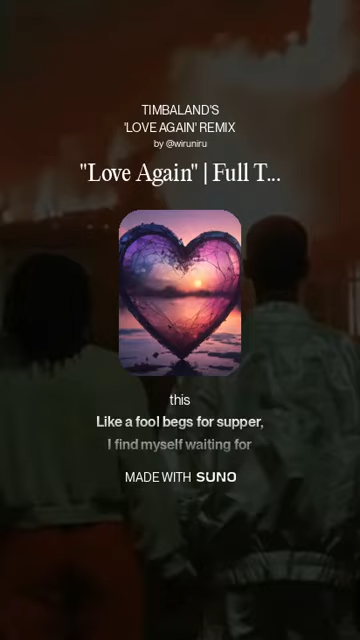 TIMBALAND'S
'LOVE AGAIN' REMIX
by @wiruniru
"Love Again" | Full T...
this
Like a fool begs for supper,
I find myself waiting for
MADE WITH SUNO